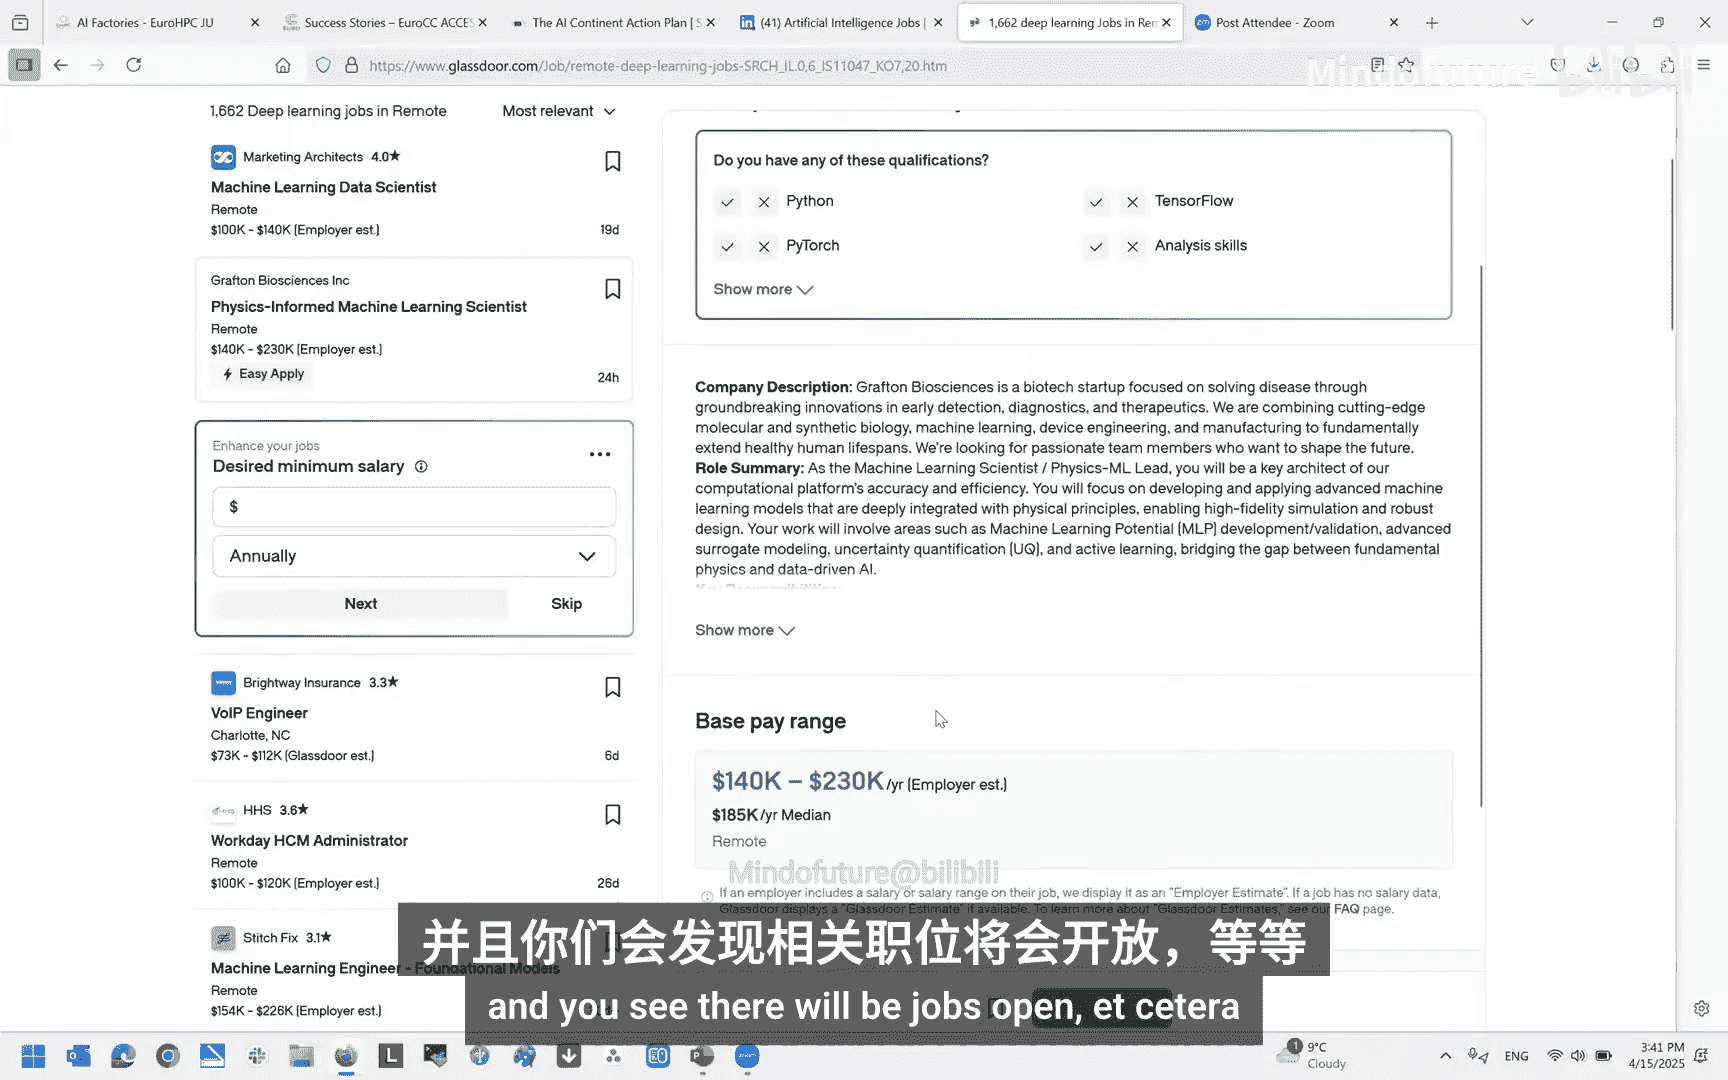 AI Factories - EuroHPC JU
Success Stories – EuroCC ACCES
The AI Continent Action Plan | S
(41) Artificial Intelligence Jobs |
1,662 deep learning Jobs in Ren
Post Attendee - Zoom
https://www.glassdoor.com/Job/remote-deep-learning-jobs-SRCH_IL.0,6_IS11047_KO7,20.htm
Mindofuture
bilibili
1,662 Deep learning jobs in Remote
Most relevant
Marketing Architects 4.0★
Machine Learning Data Scientist
Remote
$100K - $140K (Employer est.)
19d
Grafton Biosciences Inc
Physics-Informed Machine Learning Scientist
Remote
$140K - $230K (Employer est.)
Easy Apply
24h
Enhance your jobs
Desired minimum salary
$
Annually
Next
Skip
Brightway Insurance 3.3★
VoIP Engineer
Charlotte, NC
$73K - $112K (Glassdoor est.)
6d
HHS 3.6★
Workday HCM Administrator
Remote
$100K - $120K (Employer est.)
26d
Stitch Fix 3.1★
Machine Learning Engineer - Foundational Models
Remote
$154K - $226K (Employer est.)
Do you have any of these qualifications?
Python
TensorFlow
PyTorch
Analysis skills
Show more
Company Description: Grafton Biosciences is a biotech startup focused on solving disease through
groundbreaking innovations in early detection, diagnostics, and therapeutics. We are combining cutting-edge
molecular and synthetic biology, machine learning, device engineering, and manufacturing to fundamentally
extend healthy human lifespans. We're looking for passionate team members who want to shape the future.
Role Summary: As the Machine Learning Scientist / Physics-ML Lead, you will be a key architect of our
computational platform's accuracy and efficiency. You will focus on developing and applying advanced machine
learning models that are deeply integrated with physical principles, enabling high-fidelity simulation and robust
design. Your work will involve areas such as Machine Learning Potential (MLP) development/validation, advanced
surrogate modeling, uncertainty quantification (UQ), and active learning, bridging the gap between fundamental
physics and data-driven AI.
Show more
Base pay range
$140K – $230K/yr (Employer est.)
$185K/yr Median
Remote
Mindofuture@bilibili
If an employer includes a salary or salary range on their job, we display it as an "Employer Estimate". If a job has no salary data,
Glassdoor displays a "Glassdoor Estimate" if available. To learn more about "Glassdoor Estimates," see our FAQ page.
并且你们会发现相关职位将会开放，等等
and you see there will be jobs open, et cetera
1
9°C
Cloudy
ENG
3:41 PM
4/15/2025